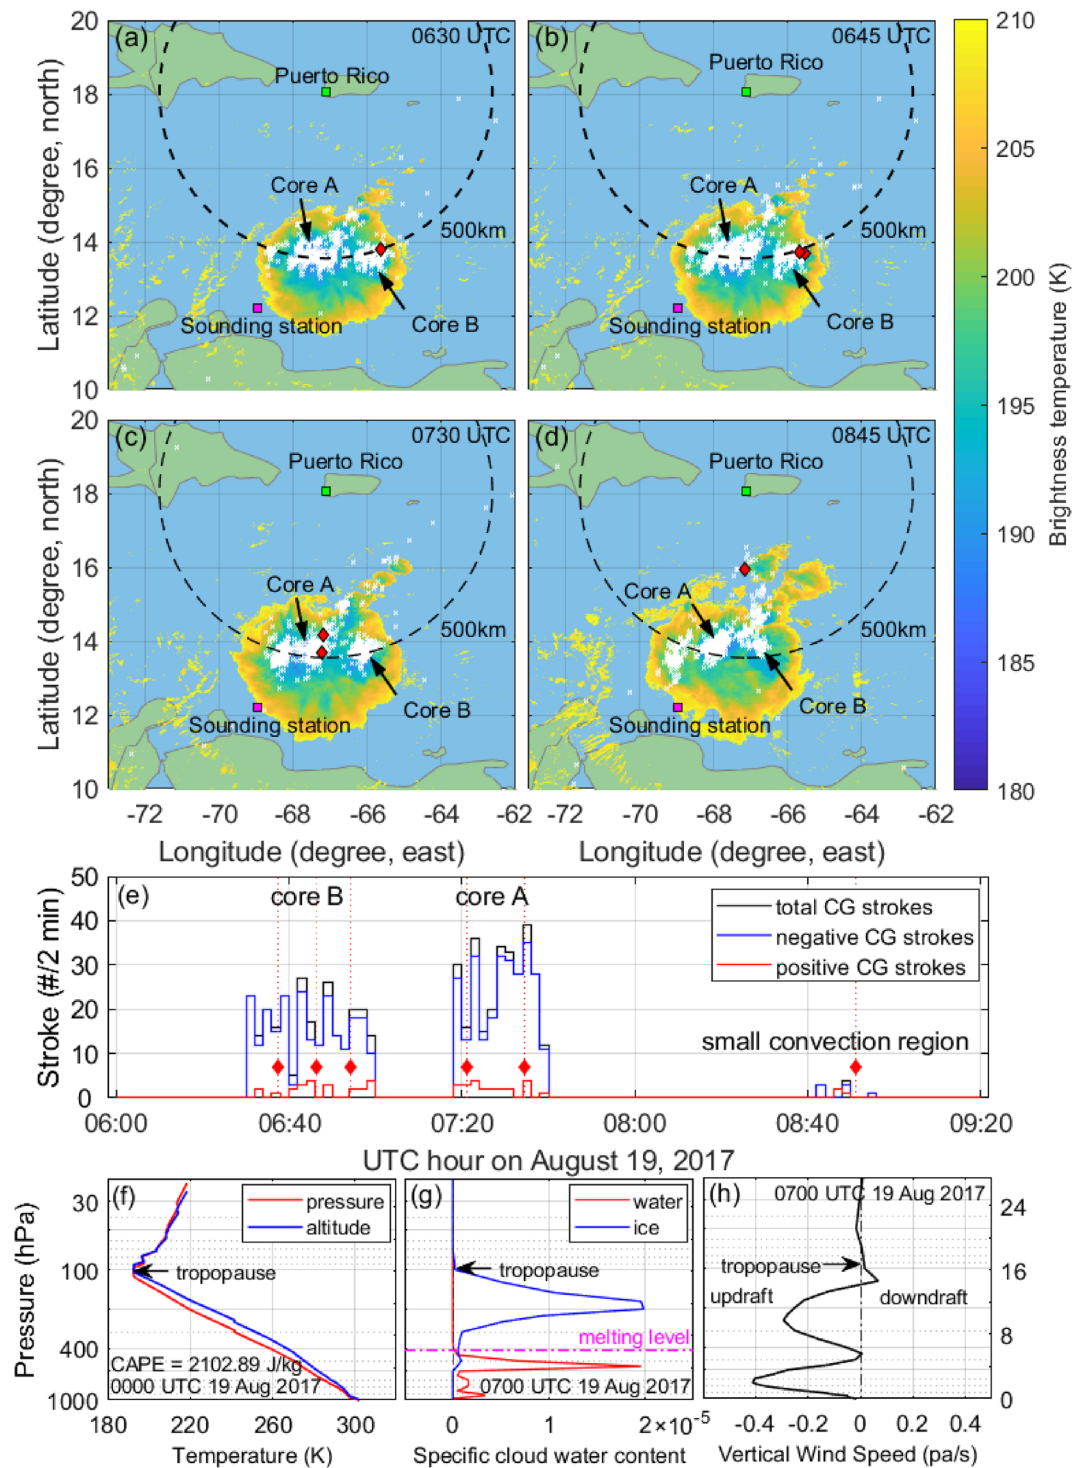 20
18
16
14
12
10
Latitude (degree, north)
(a)
0630 UTC
Puerto Rico
Core A
500km
Sounding station
Core B
(b)
0645 UTC
Puerto Rico
Core A
500km
Sounding station
Core B
210
205
200
195
190
185
180
Brightness temperature (K)
20
18
16
14
12
10
Latitude (degree, north)
(c)
0730 UTC
Puerto Rico
Core A
500km
Core B
Sounding station
(d)
0845 UTC
Puerto Rico
Core A
500km
Core B
Sounding station
-72 -70 -68 -66 -64 -62
-72 -70 -68 -66 -64 -62
Longitude (degree, east)
Longitude (degree, east)
50
40
30
20
10
0
Stroke (#/2 min)
(e)
core B
core A
total CG strokes
negative CG strokes
positive CG strokes
small convection region
06:00 06:40 07:20 08:00 08:40 09:20
UTC hour on August 19, 2017
Pressure (hPa)
30
100
400
1000
(f)
pressure
altitude
tropopause
CAPE = 2102.89 J/kg
0000 UTC 19 Aug 2017
180 220 260 300
Temperature (K)
(g)
water
ice
tropopause
melting level
0700 UTC 19 Aug 2017
0 1 2×10-5
Specific cloud water content
(h)
0700 UTC 19 Aug 2017
tropopause
updraft
downdraft
24
16
8
0
-0.4 -0.2 0 0.2 0.4
Vertical Wind Speed (pa/s)